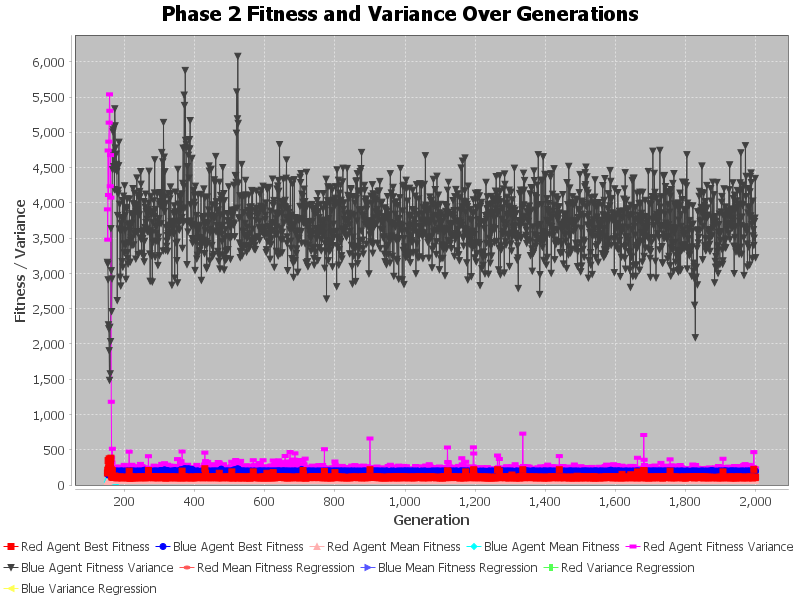 Phase 2 Fitness and Variance Over Generations
Fitness / Variance
6,000
5,500
5,000
4,500
4,000
3,500
3,000
2,500
2,000
1,500
1,000
500
0
200 400 600 800 1,000 1,200 1,400 1,600 1,800 2,000
Generation
Red Agent Best Fitness Blue Agent Best Fitness Red Agent Mean Fitness Blue Agent Mean Fitness Red Agent Fitness Variance
Blue Agent Fitness Variance Red Mean Fitness Regression Blue Mean Fitness Regression Red Variance Regression
Blue Variance Regression